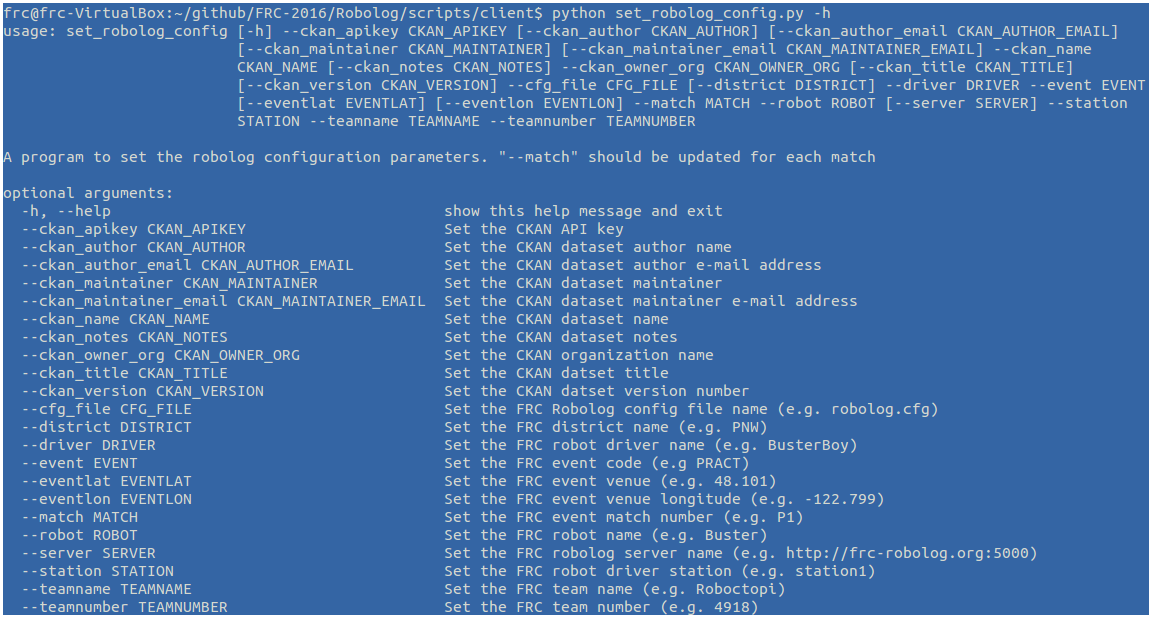 frc@frc-VirtualBox:~/github/FRC-2016/Robolog/scripts/client$ python set_robolog_config.py -h
usage: set_robolog_config [-h] --ckan_apikey CKAN_APIKEY [--ckan_author CKAN_AUTHOR] [--ckan_author_email CKAN_AUTHOR_EMAIL]
[--ckan_maintainer CKAN_MAINTAINER] [--ckan_maintainer_email CKAN_MAINTAINER_EMAIL] --ckan_name
CKAN_NAME [--ckan_notes CKAN_NOTES] --ckan_owner_org CKAN_OWNER_ORG [--ckan_title CKAN_TITLE]
[--ckan_version CKAN_VERSION] --cfg_file CFG_FILE [--district DISTRICT] --driver DRIVER --event EVENT
[--eventlat EVENTLAT] [--eventlon EVENTLON] --match MATCH --robot ROBOT [--server SERVER] --station
STATION --teamname TEAMNAME --teamnumber TEAMNUMBER
A program to set the robolog configuration parameters. "--match" should be updated for each match
optional arguments:
-h, --help show this help message and exit
--ckan_apikey CKAN_APIKEY Set the CKAN API key
--ckan_author CKAN_AUTHOR Set the CKAN dataset author name
--ckan_author_email CKAN_AUTHOR_EMAIL Set the CKAN dataset author e-mail address
--ckan_maintainer CKAN_MAINTAINER Set the CKAN dataset maintainer
--ckan_maintainer_email CKAN_MAINTAINER_EMAIL Set the CKAN dataset maintainer e-mail address
--ckan_name CKAN_NAME Set the CKAN dataset name
--ckan_notes CKAN_NOTES Set the CKAN dataset notes
--ckan_owner_org CKAN_OWNER_ORG Set the CKAN organization name
--ckan_title CKAN_TITLE Set the CKAN datset title
--ckan_version CKAN_VERSION Set the CKAN datset version number
--cfg_file CFG_FILE Set the FRC Robolog config file name (e.g. robolog.cfg)
--district DISTRICT Set the FRC district name (e.g. PNW)
--driver DRIVER Set the FRC robot driver name (e.g. BusterBoy)
--event EVENT Set the FRC event code (e.g PRACT)
--eventlat EVENTLAT Set the FRC event venue (e.g. 48.101)
--eventlon EVENTLON Set the FRC event venue longitude (e.g. -122.799)
--match MATCH Set the FRC event match number (e.g. P1)
--robot ROBOT Set the FRC robot name (e.g. Buster)
--server SERVER Set the FRC robolog server name (e.g. http://frc-robolog.org:5000)
--station STATION Set the FRC robot driver station (e.g. station1)
--teamname TEAMNAME Set the FRC team name (e.g. Roboctopi)
--teamnumber TEAMNUMBER Set the FRC team number (e.g. 4918)